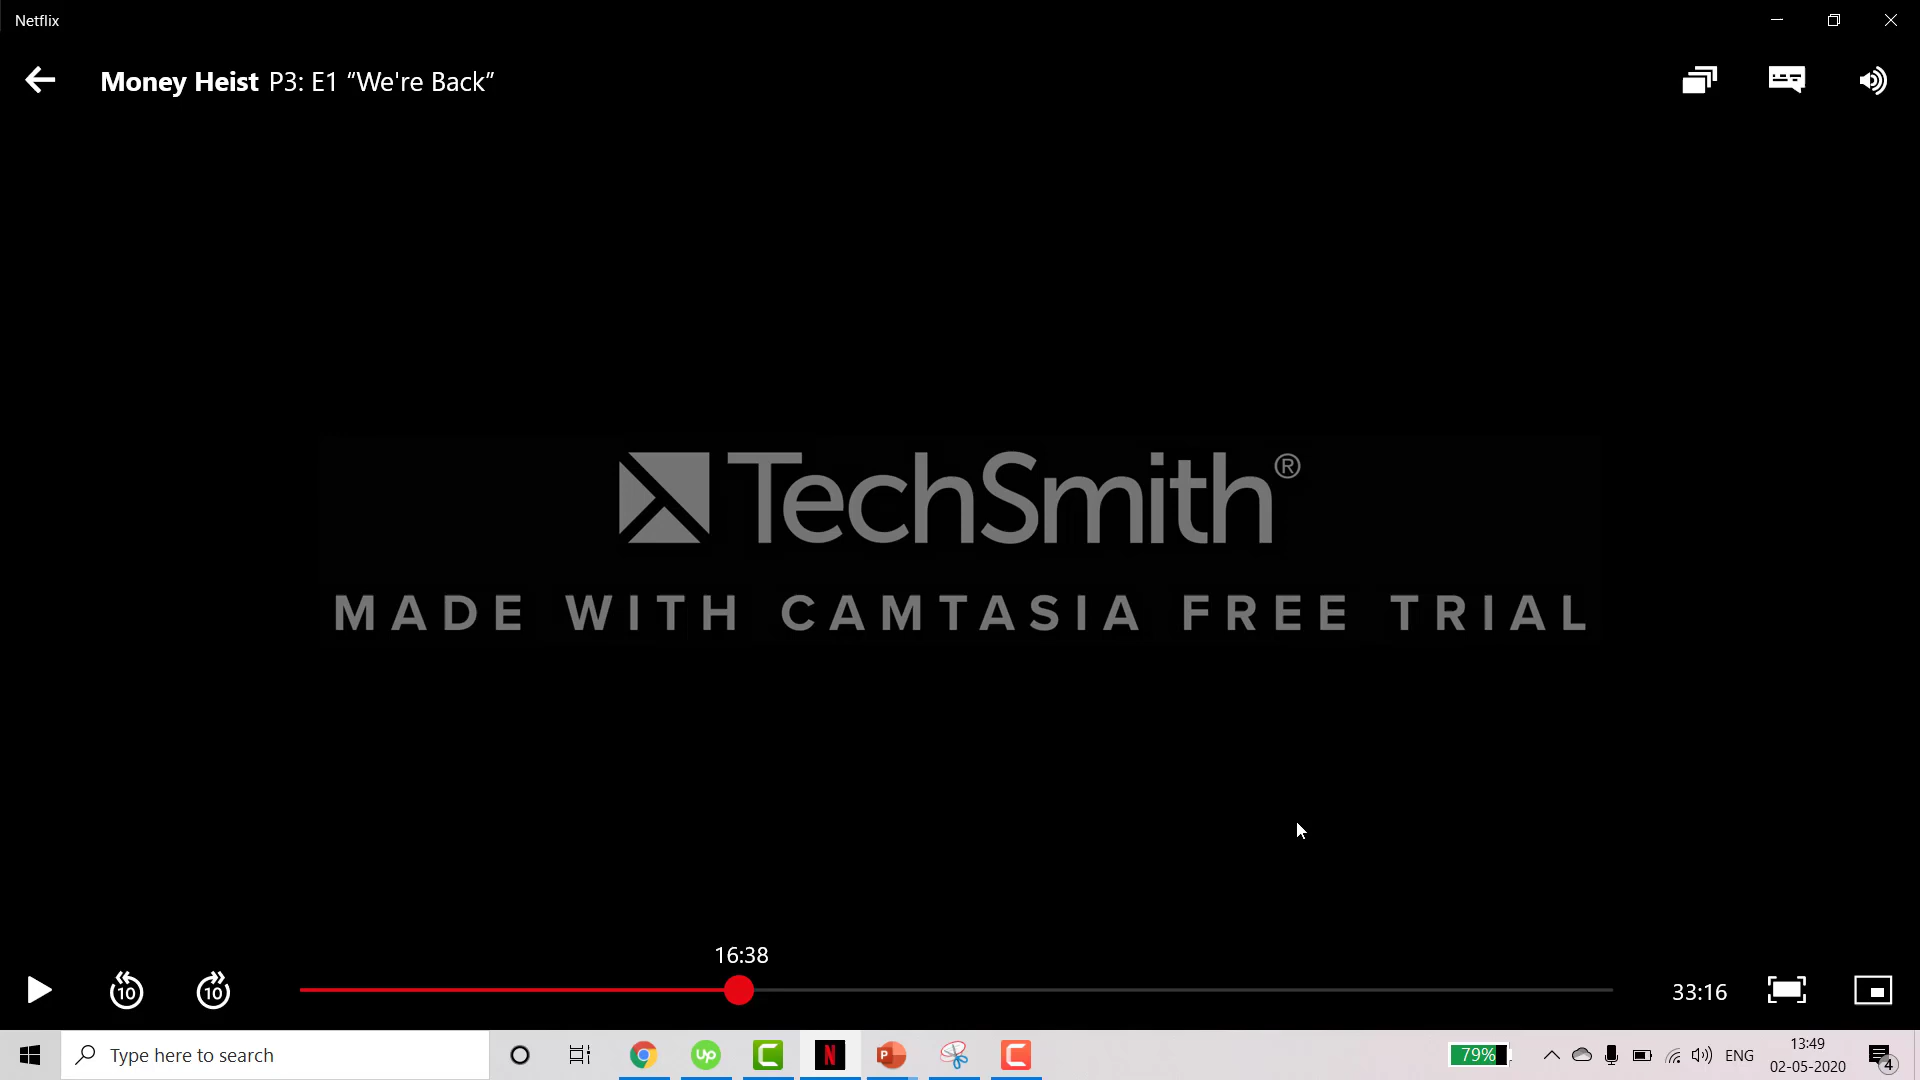 Netflix
Money Heist P3: E1 “We're Back”
TechSmith®
MADE WITH CAMTASIA FREE TRIAL
16:38
10
10
33:16
Type here to search
up
N
P
79%
ENG
13:49
02-05-2020
4